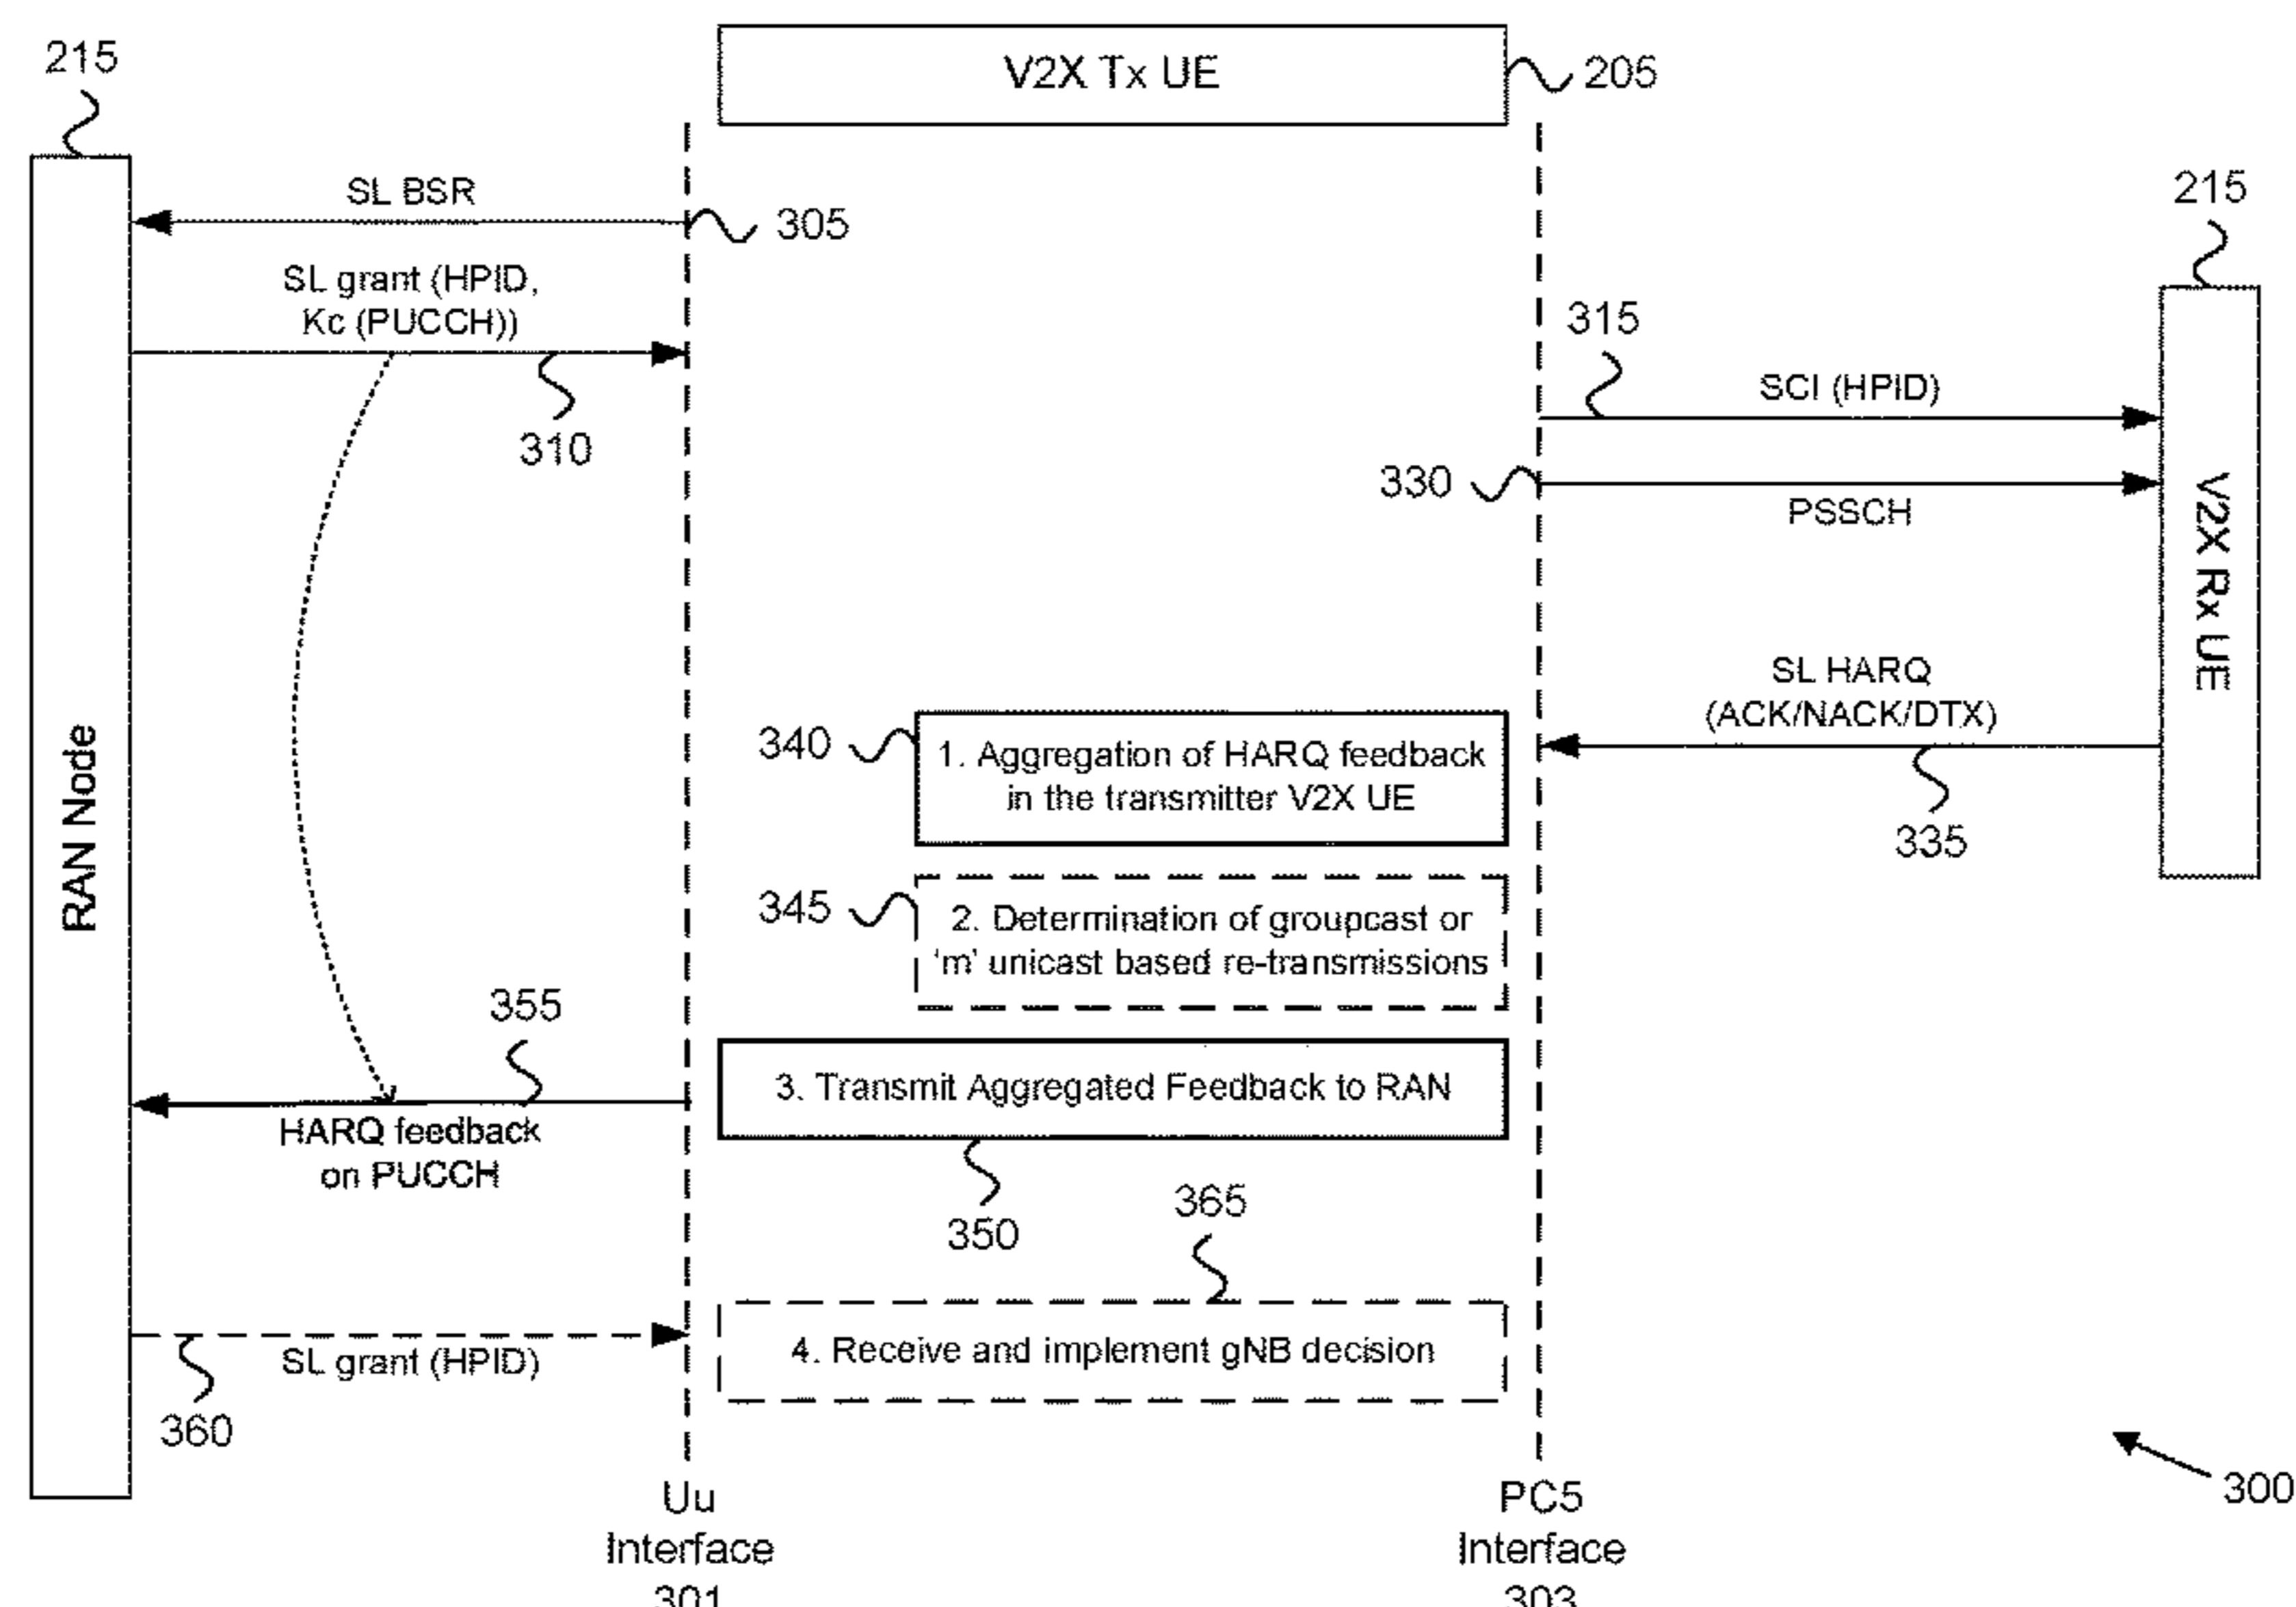 V2X Tx UE
205
215
RAN Node
SL BSR
305
SL grant (HPID,
Kc (PUCCH))
310
215
V2X Rx UE
315
SCI (HPID)
330
PSSCH
SL HARQ
(ACK/NACK/DTX)
335
340
1. Aggregation of HARQ feedback
in the transmitter V2X UE
345
2. Determination of groupcast or
'm' unicast based re-transmissions
355
HARQ feedback
on PUCCH
3. Transmit Aggregated Feedback to RAN
350
365
SL grant (HPID)
360
4. Receive and implement gNB decision
Uu
Interface
301
PC5
Interface
303
300